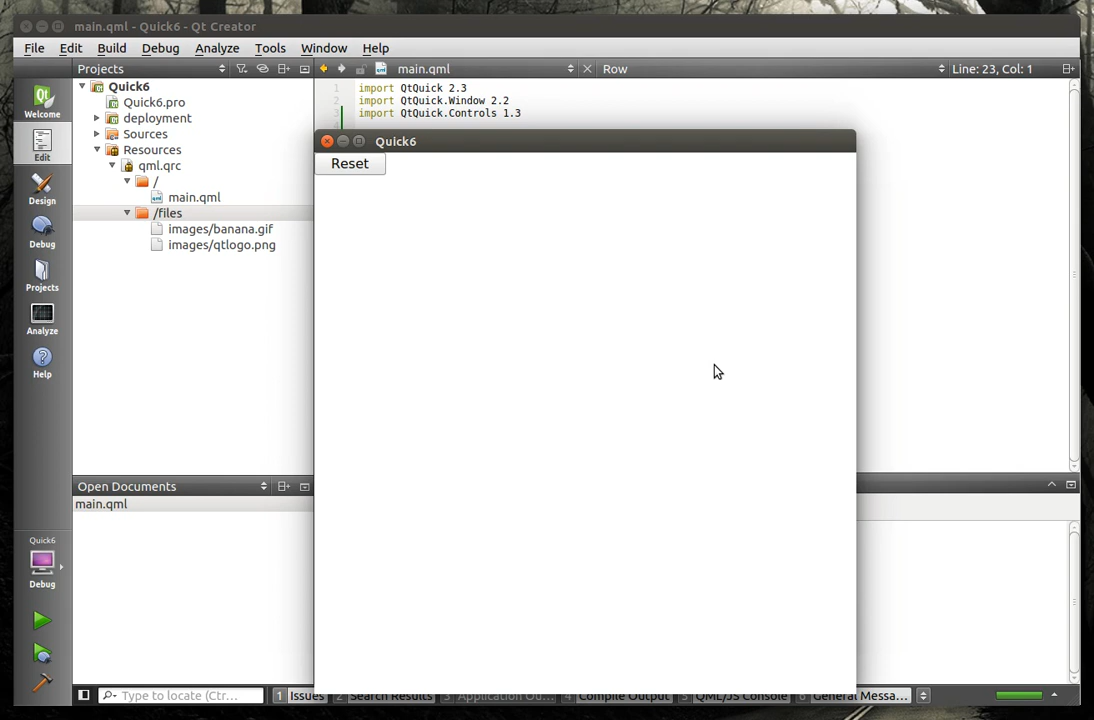 main.qml - Quick6 - Qt Creator
File Edit Build Debug Analyze Tools Window Help
Projects
main.qml
Row
Line: 23, Col: 1
Welcome
Edit
Design
Debug
Projects
Analyze
Help
Quick6
Quick6.pro
deployment
Sources
Resources
qml.qrc
/
main.qml
/files
images/banana.gif
images/qtlogo.png
1 import QtQuick 2.3
2 import QtQuick.Window 2.2
3 import QtQuick.Controls 1.3
Quick6
Reset
Open Documents
main.qml
Quick6
Debug
Type to locate (Ctr...
1 Issues
2 Search Results
3 Application Ou...
4 Compile Output
5 QML/JS Console
6 General Messa...